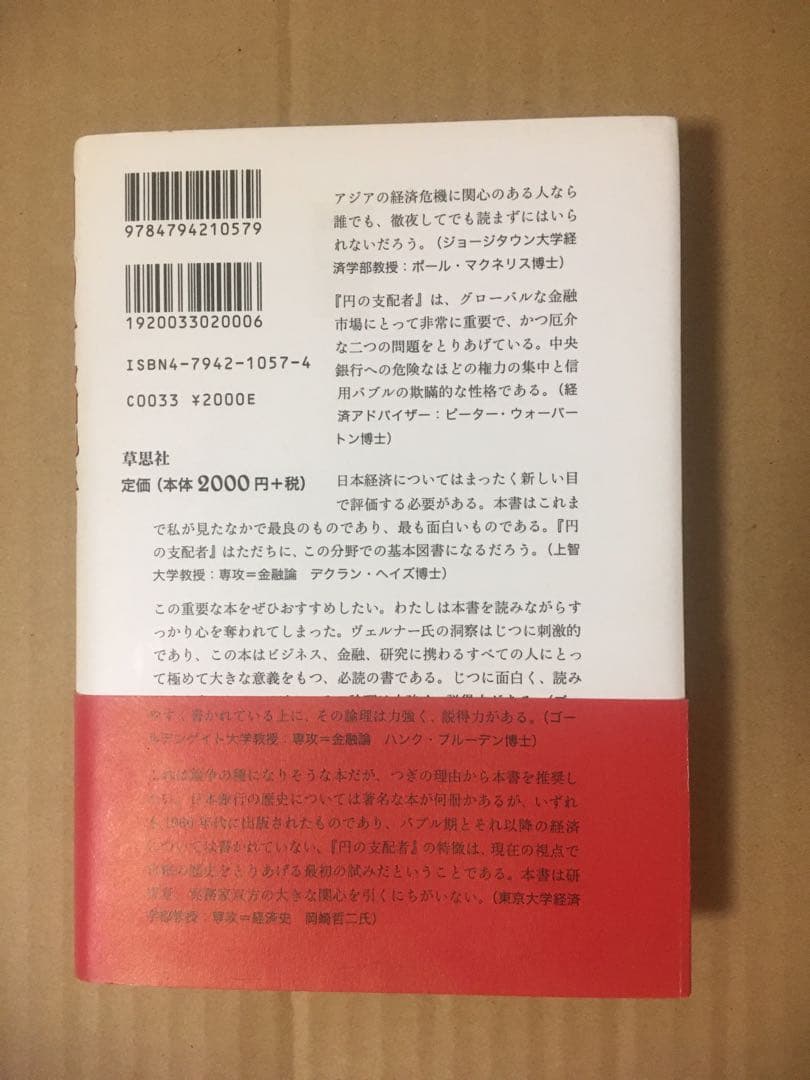 9784794210579
1920033020006
ISBN4-7942-1057-4
C0033 ¥2000E
草思社
定価（本体2000円+税）
アジアの経済危機に関心のある人なら
誰でも、徹夜してでも読まずにはいら
れないだろう。（ジョージタウン大学経
済学部教授：ポール・マクネリス博士）
『円の支配者』は、グローバルな金融
市場にとって非常に重要で、かつ厄介
な二つの問題をとりあげている。中央
銀行への危険なほどの権力の集中と信
用バブルの欺瞞的な性格である。（経
済アドバイザー：ピーター・ウォーバー
トン博士）
日本経済についてはまったく新しい目
で評価する必要がある。本書はこれま
で私が見たなかで最良のものであり、最も面白いものである。『円
の支配者』はただちに、この分野での基本図書になるだろう。（上智
大学教授：専攻＝金融論　デクラン・ヘイズ博士）
この重要な本をぜひおすすめしたい。わたしは本書を読みながらす
っかり心を奪われてしまった。ヴェルナー氏の洞察はじつに刺激的
であり、この本はビジネス、金融、研究に携わるすべての人にとっ
て極めて大きな意義をもつ、必読の書である。じつに面白く、読み
やすく書かれている上に、その論理は力強く、説得力がある。（ゴー
ルデンゲイト大学教授：専攻＝金融論　ハンク・プルーデン博士）
これは論争の種になりそうな本だが、つぎの理由から本書を推奨し
たい。日本銀行の歴史については著名な本が何冊かあるが、いずれ
も1960年代に出版されたものであり、バブル期とそれ以降の経済
については書かれていない。『円の支配者』の特徴は、現在の視点で
の歴史をとりあげる最初の試みだということである。本書は研
究者、実務家双方の大きな関心を引くにちがいない。（東京大学経済
学部教授：専攻＝経済史　岡崎哲二氏）